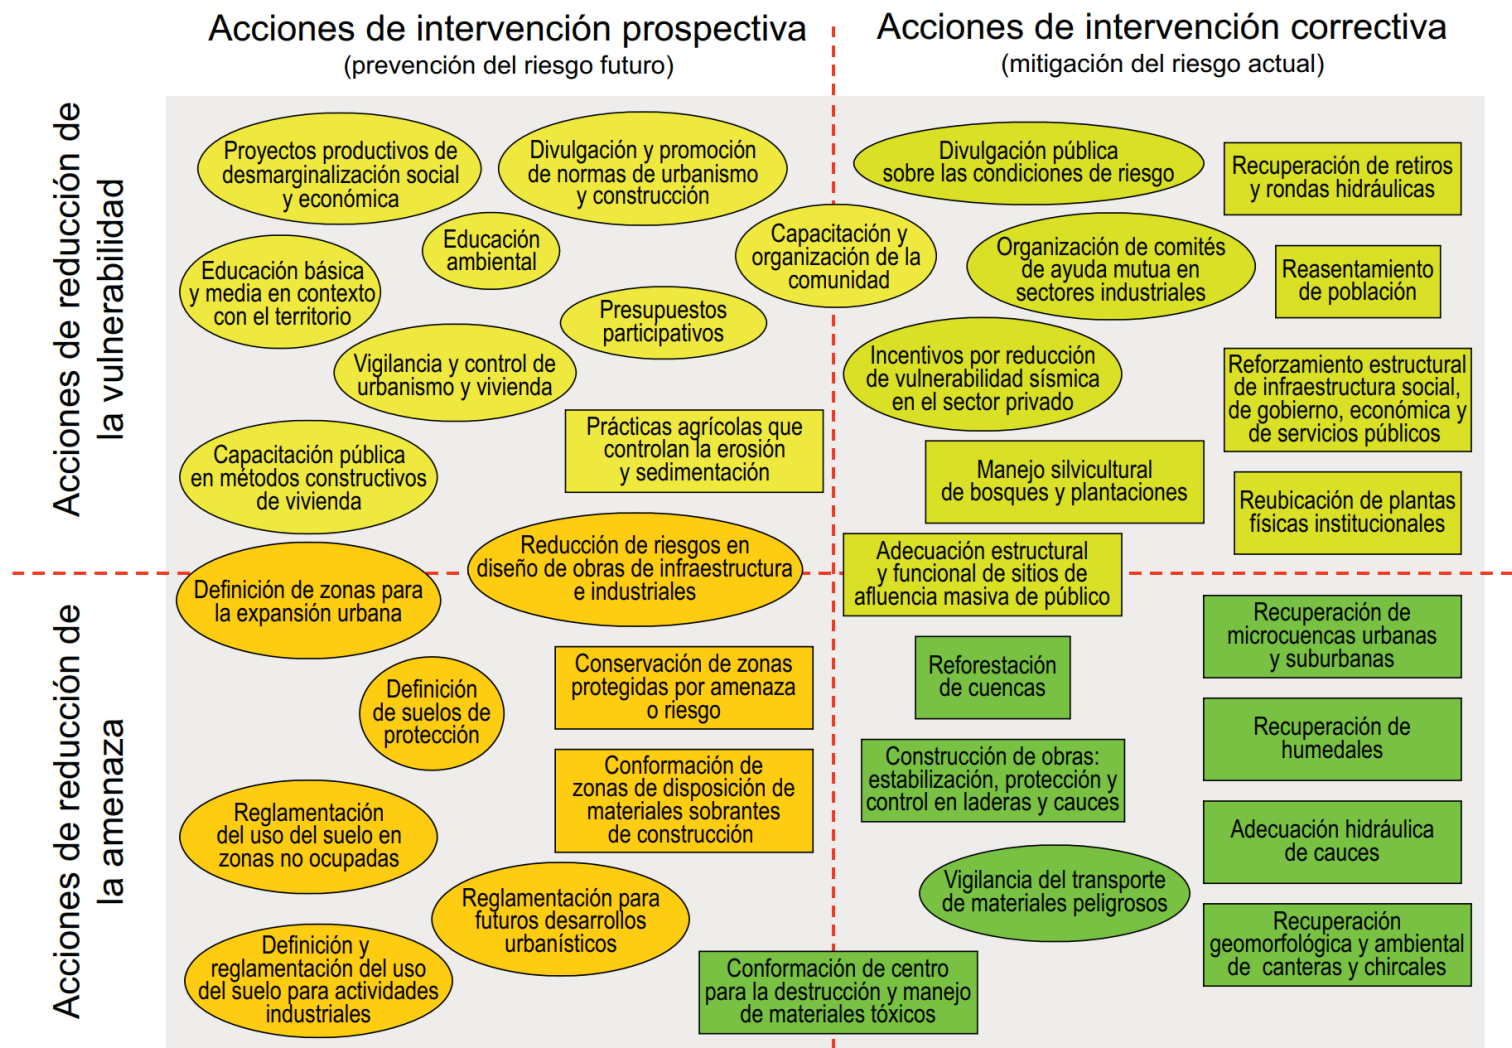 Acciones de intervención prospectiva
(prevención del riesgo futuro)
Acciones de intervención correctiva
(mitigación del riesgo actual)
Acciones de reducción de
la vulnerabilidad
Proyectos productivos de
desmarginalización social
y económica
Divulgación y promoción
de normas de urbanismo
y construcción
Educación
ambiental
Educación básica
y media en contexto
con el territorio
Capacitación y
organización de la
comunidad
Presupuestos
participativos
Vigilancia y control de
urbanismo y vivienda
Prácticas agrícolas que
controlan la erosión
y sedimentación
Capacitación pública
en métodos constructivos
de vivienda
Divulgación pública
sobre las condiciones de riesgo
Recuperación de retiros
y rondas hidráulicas
Organización de comités
de ayuda mutua en
sectores industriales
Reasentamiento
de población
Incentivos por reducción
de vulnerabilidad sísmica
en el sector privado
Reforzamiento estructural
de infraestructura social,
de gobierno, económica y
de servicios públicos
Manejo silvicultural
de bosques y plantaciones
Reubicación de plantas
físicas institucionales
Adecuación estructural
y funcional de sitios de
afluencia masiva de público
Acciones de reducción de
la amenaza
Reducción de riesgos en
diseño de obras de infraestructura
e industriales
Definición de zonas para
la expansión urbana
Conservación de zonas
protegidas por amenaza
o riesgo
Definición
de suelos de
protección
Conformación de
zonas de disposición de
materiales sobrantes
de construcción
Reglamentación
del uso del suelo en
zonas no ocupadas
Reglamentación para
futuros desarrollos
urbanísticos
Definición y
reglamentación del uso
del suelo para actividades
industriales
Conformación de centro
para la destrucción y manejo
de materiales tóxicos
Recuperación de
microcuencas urbanas
y suburbanas
Reforestación
de cuencas
Recuperación de
humedales
Construcción de obras:
estabilización, protección y
control en laderas y cauces
Adecuación hidráulica
de cauces
Vigilancia del transporte
de materiales peligrosos
Recuperación
geomorfológica y ambiental
de canteras y chircales